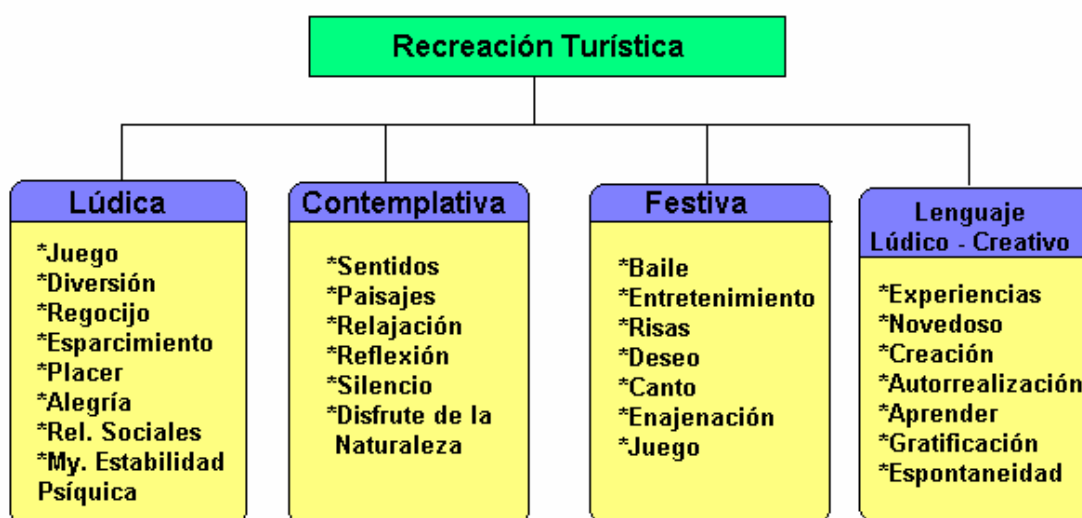 Recreación Turística
Lúdica
*Juego
*Diversión
*Regocijo
*Esparcimiento
*Placer
*Alegría
*Rel. Sociales
*My. Estabilidad
Psíquica
Contemplativa
*Sentidos
*Paisajes
*Relajación
*Reflexión
*Silencio
*Disfrute de la
Naturaleza
Festiva
*Baile
*Entretenimiento
*Risas
*Deseo
*Canto
*Enajenación
*Juego
Lenguaje
Lúdico - Creativo
*Experiencias
*Novedoso
*Creación
*Autorrealización
*Aprender
*Gratificación
*Espontaneidad